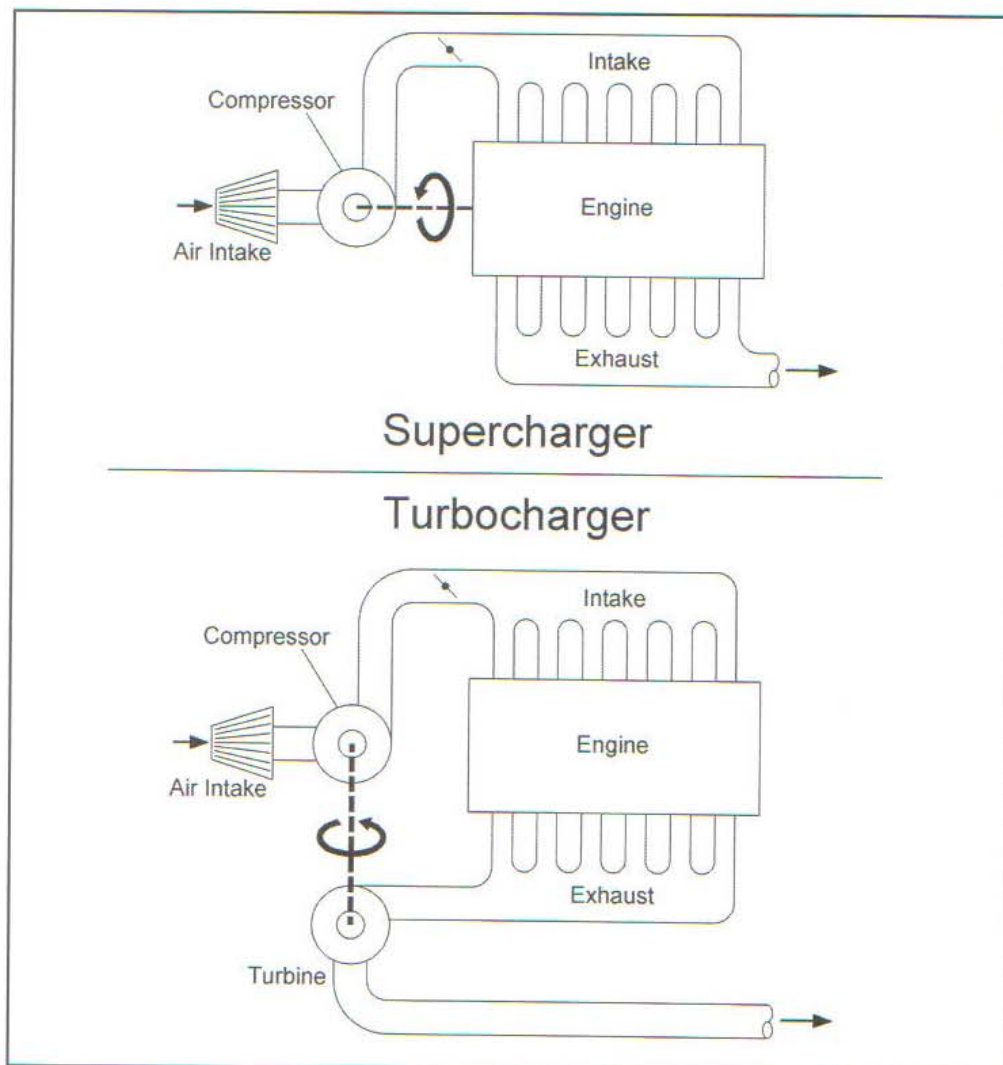 Intake
Compressor
Engine
Air Intake
Exhaust
Supercharger
Turbocharger
Intake
Compressor
Engine
Air Intake
Exhaust
Turbine